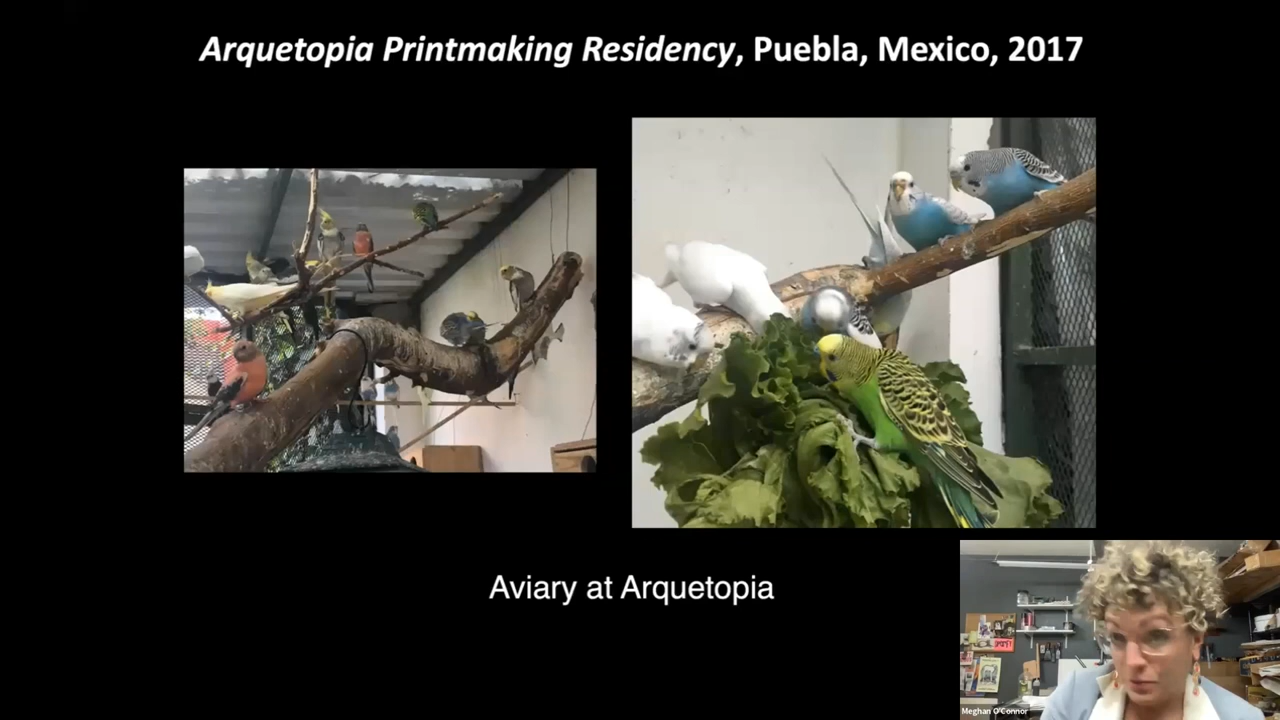 Arquetopia Printmaking Residency, Puebla, Mexico, 2017
Aviary at Arquetopia
Meghan O'Connor